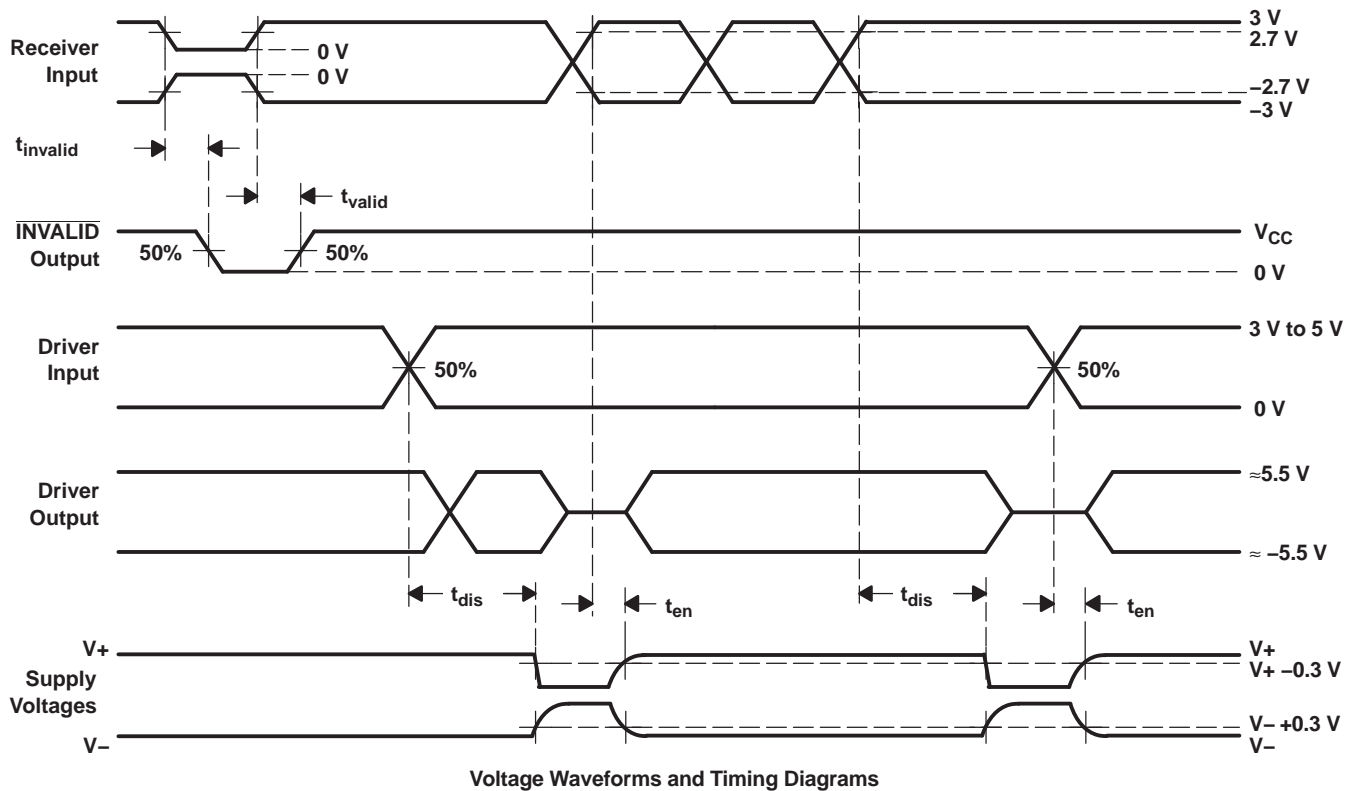 3 V
2.7 V
Receiver
Input
0 V
0 V
–2.7 V
–3 V
tinvalid
tvalid
INVALID
Output
50%
50%
VCC
0 V
Driver
Input
50%
50%
3 V to 5 V
0 V
Driver
Output
≈5.5 V
≈ –5.5 V
tdis
ten
tdis
ten
V+
Supply
Voltages
V–
V+
V+ –0.3 V
V– +0.3 V
V–
Voltage Waveforms and Timing Diagrams